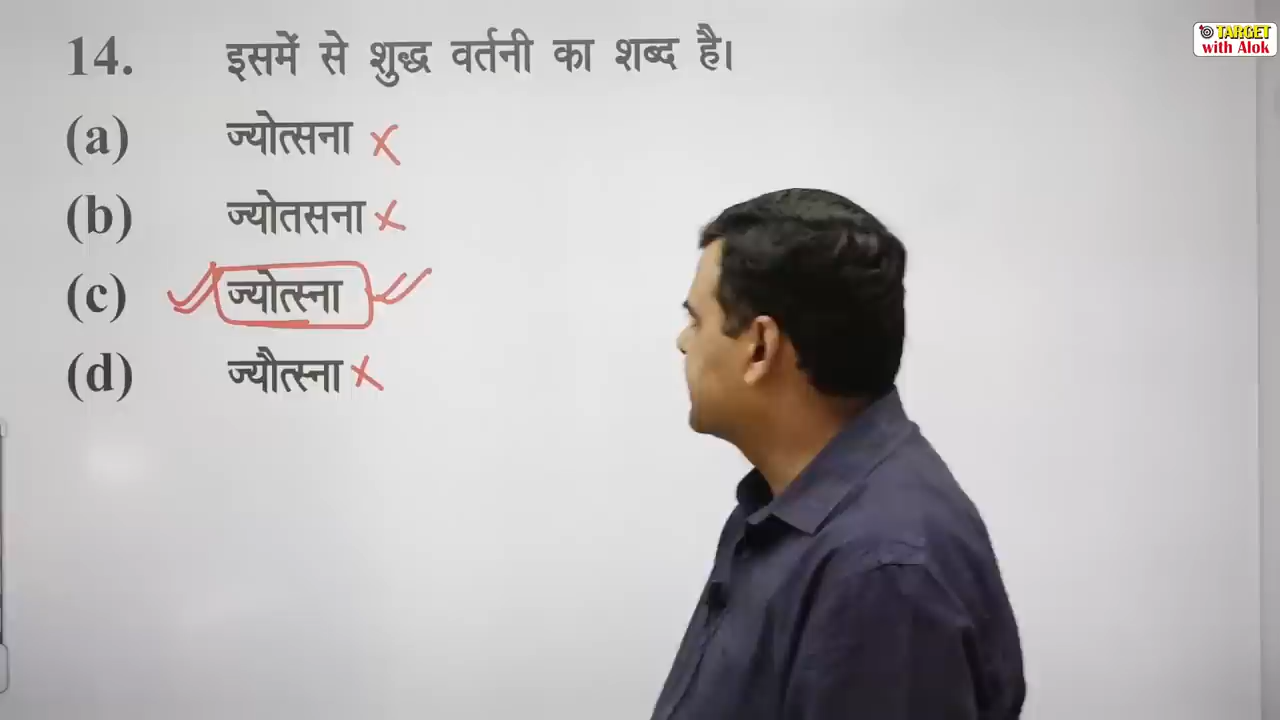 TARGET
with Alok
14. इसमें से शुद्ध वर्तनी का शब्द है।
(a) ज्योत्सना
(b) ज्योतसना
(c) ज्योत्स्ना
(d) ज्यौत्स्ना